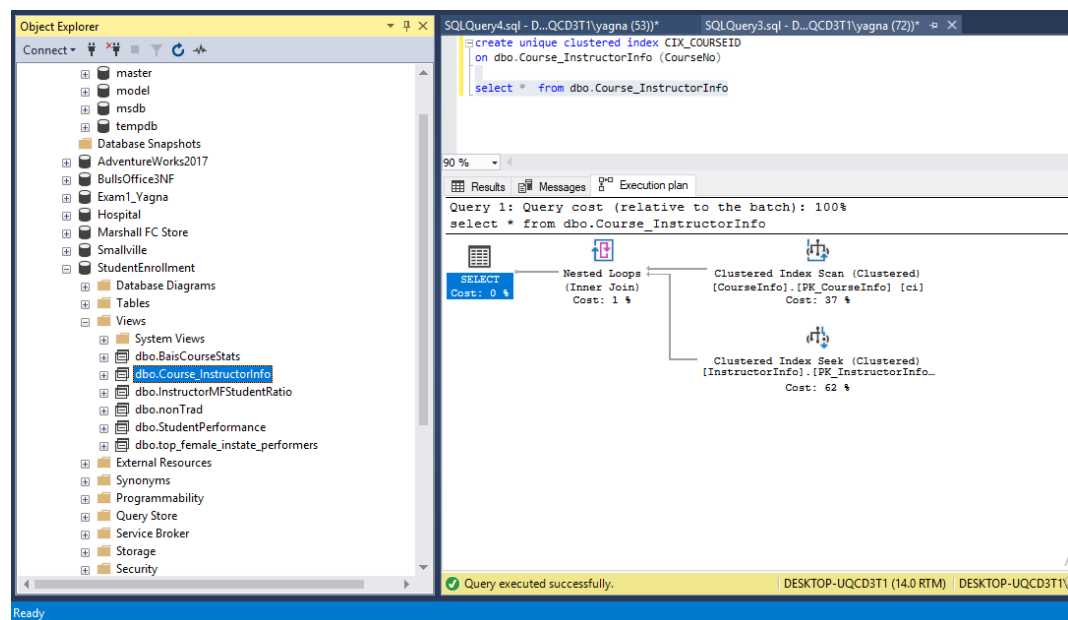 Object Explorer
Connect
master
model
msdb
tempdb
Database Snapshots
AdventureWorks2017
BullsOffice3NF
Exam1_Yagna
Hospital
Marshall FC Store
Smallville
StudentEnrollment
Database Diagrams
Tables
Views
System Views
dbo.BaisCourseStats
dbo.Course_InstructorInfo
dbo.InstructorMFStudentRatio
dbo.nonTrad
dbo.StudentPerformance
dbo.top_female_instate_performers
External Resources
Synonyms
Programmability
Query Store
Service Broker
Storage
Security
SQLQuery4.sql - D...QCD3T1\yagna (53))* SQLQuery3.sql - D...QCD3T1\yagna (72))*
create unique clustered index CIX_COURSEID
on dbo.Course_InstructorInfo (CourseNo)
select * from dbo.Course_InstructorInfo
90 %
Results Messages Execution plan
Query 1: Query cost (relative to the batch): 100%
select * from dbo.Course_InstructorInfo
SELECT
Cost: 0 %
Nested Loops
(Inner Join)
Cost: 1 %
Clustered Index Scan (Clustered)
[CourseInfo].[PK_CourseInfo] [ci]
Cost: 37 %
Clustered Index Seek (Clustered)
[InstructorInfo].[PK_InstructorInfo…
Cost: 62 %
Query executed successfully. DESKTOP-UQCD3T1 (14.0 RTM) DESKTOP-UQCD3T1\
Ready